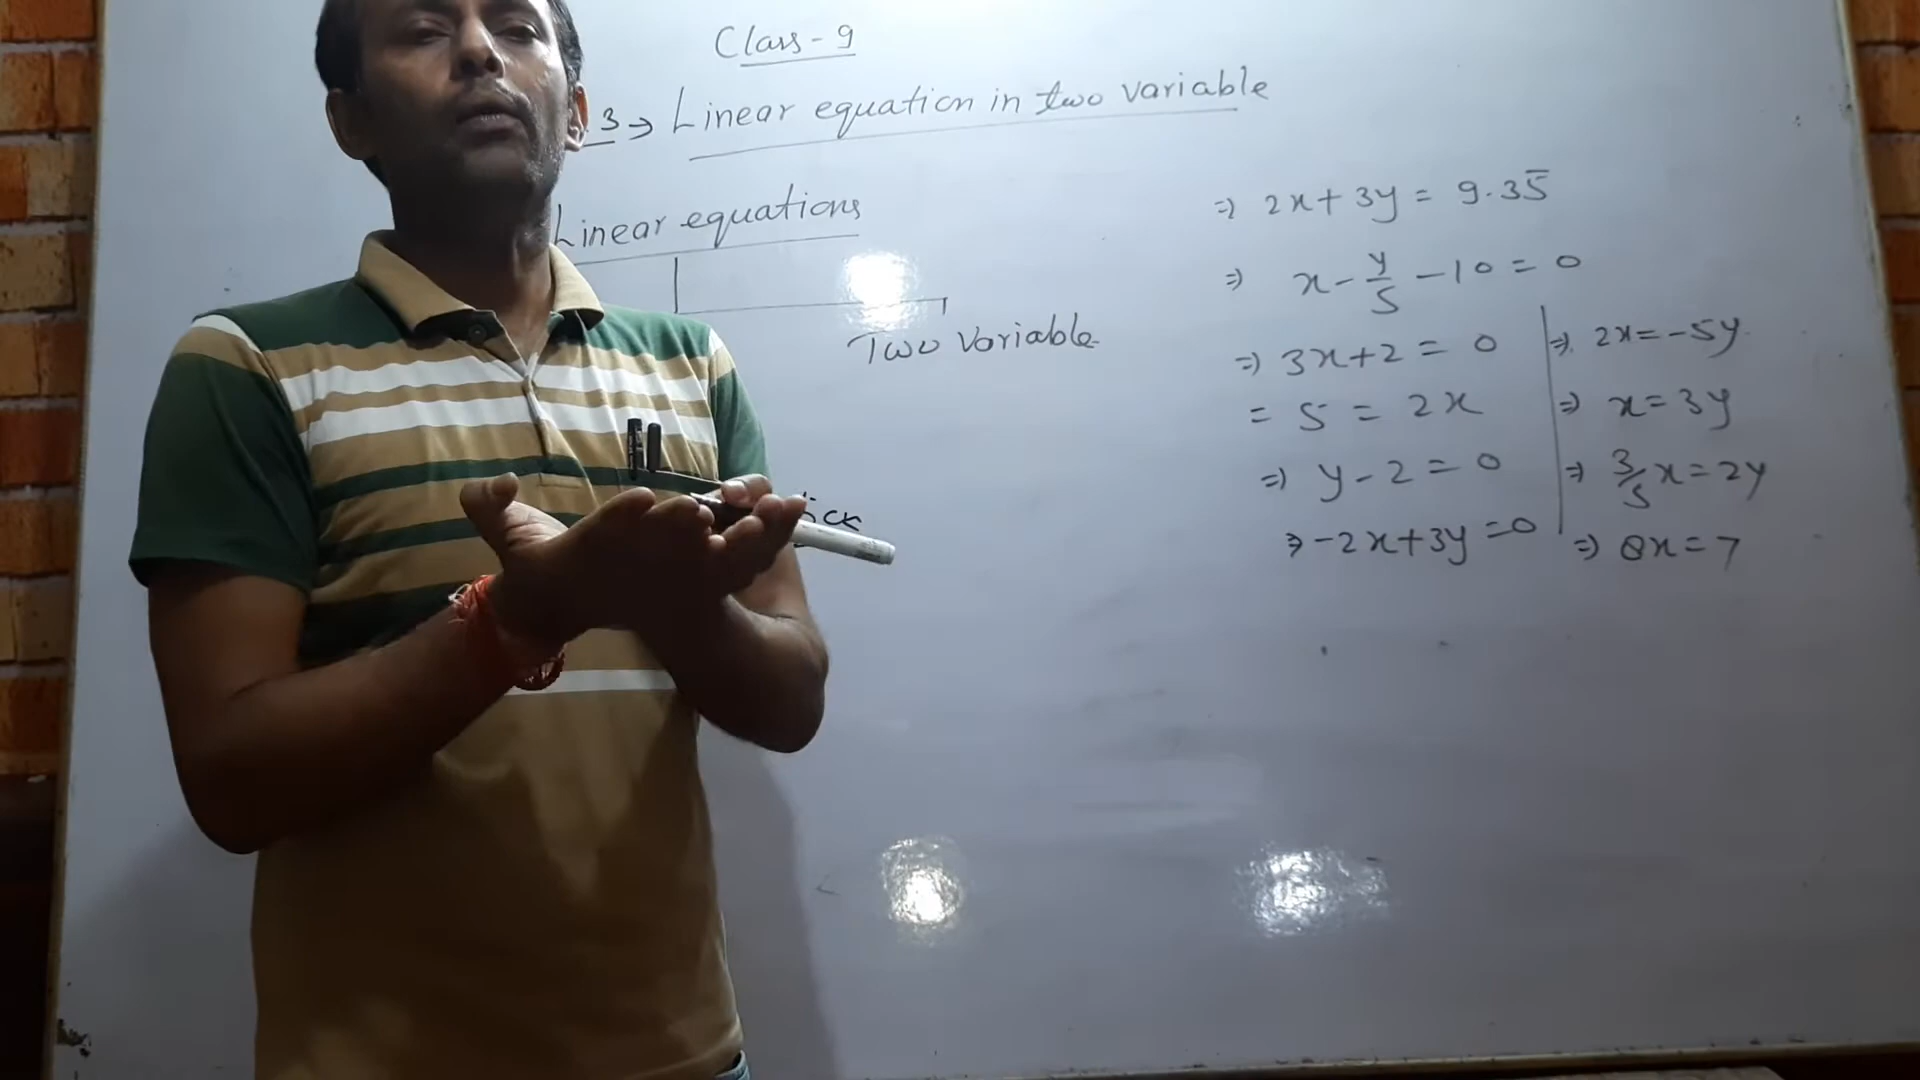 Class - 9
3 → Linear equation in two variable
Linear equations
Two Variable
⇒ 2x + 3y = 9.35̅
⇒ x - y/5 - 10 = 0
⇒ 3x + 2 = 0
= 5 = 2x
⇒ y - 2 = 0
⇒ -2x + 3y = 0
⇒ 2x = -5y
⇒ x = 3y
⇒ 3/5 x = 2y
⇒ 8x = 7